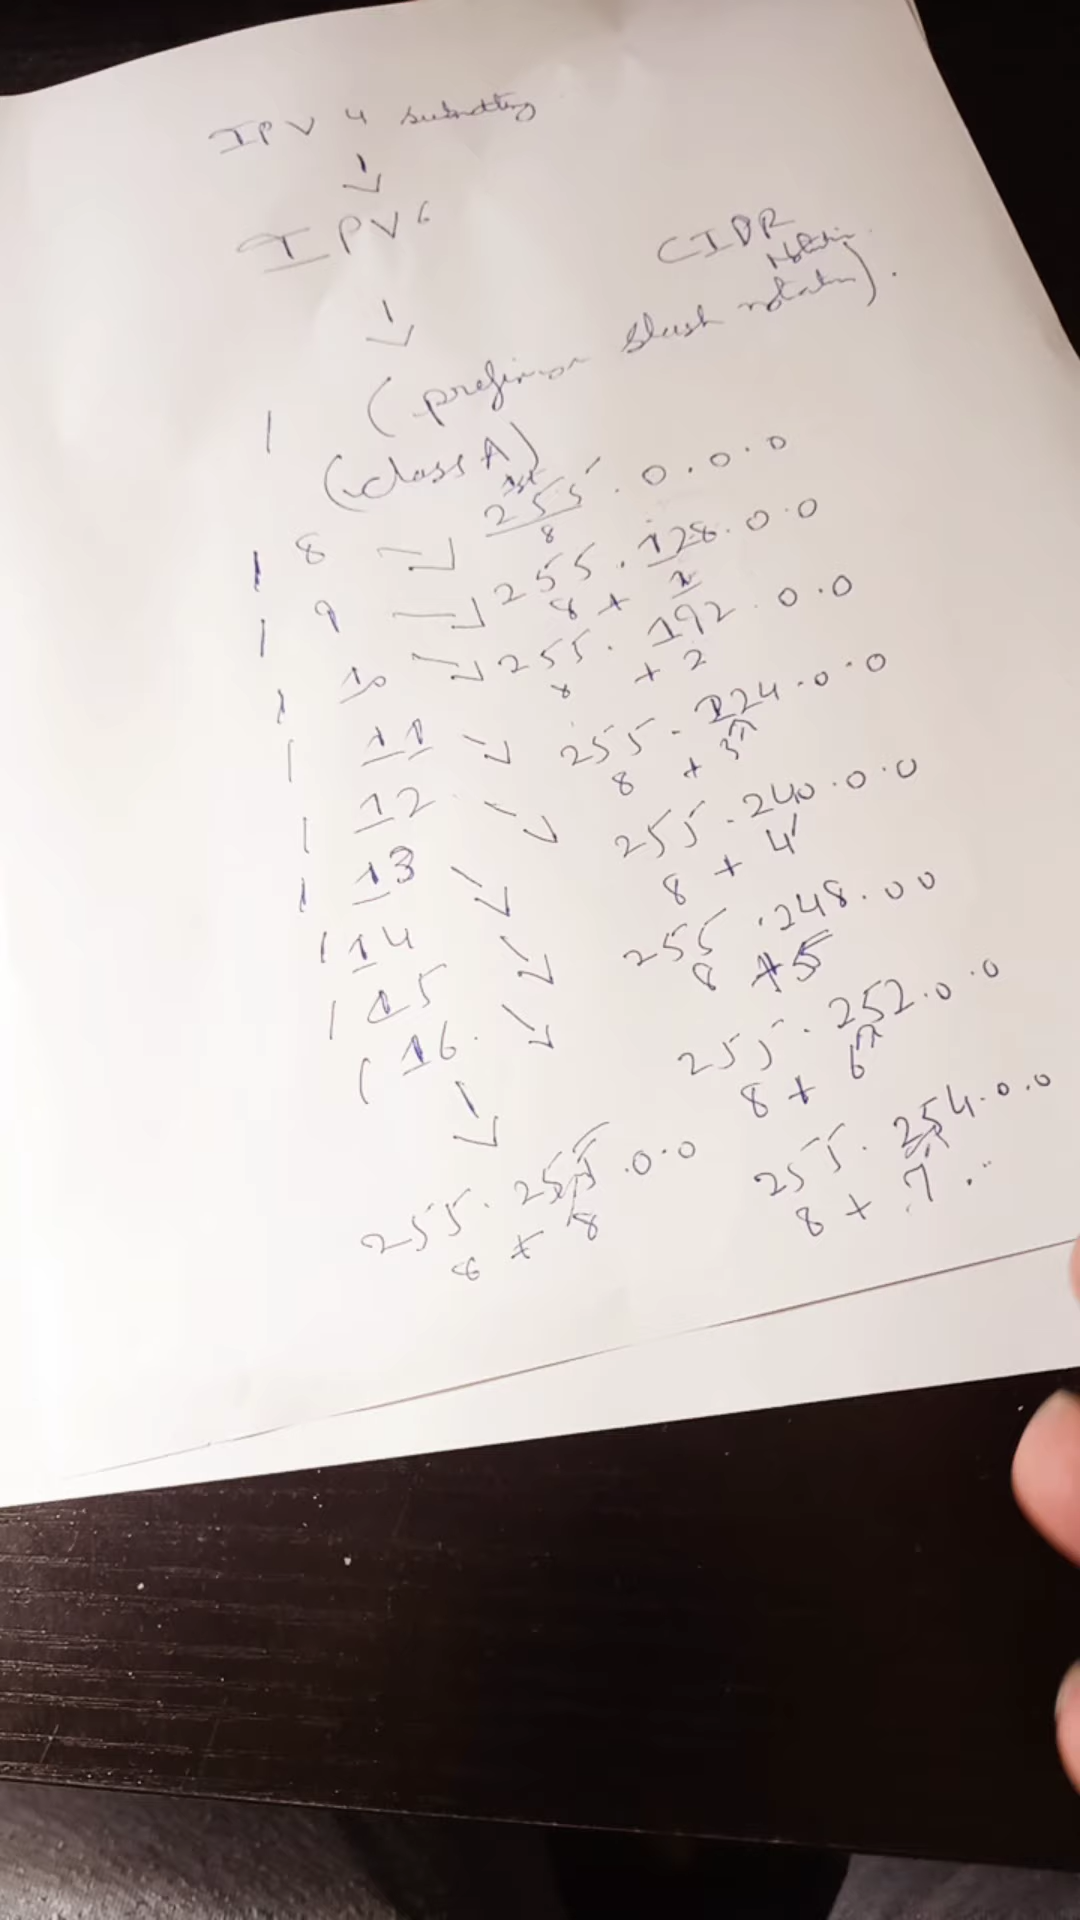 IPV 4 subnetting
IPV6
CIDR
Notation
(prefix or slash notation).
(class A)
1st
/ 8 → 255.0.0.0
8
/ 9 → 255.128.0.0
8 + 1
/ 10 → 255.192.0.0
8 + 2
/ 11 → 255.224.0.0
8 + 3
/ 12 → 255.240.0.0
8 + 4
/ 13 → 255.248.0 0
8 + 5
/ 14 → 255.252.0.0
8 + 6
/ 15 → 255.254.0.0
8 + 7
/ 16 → 255.255.0.0
8 + 8